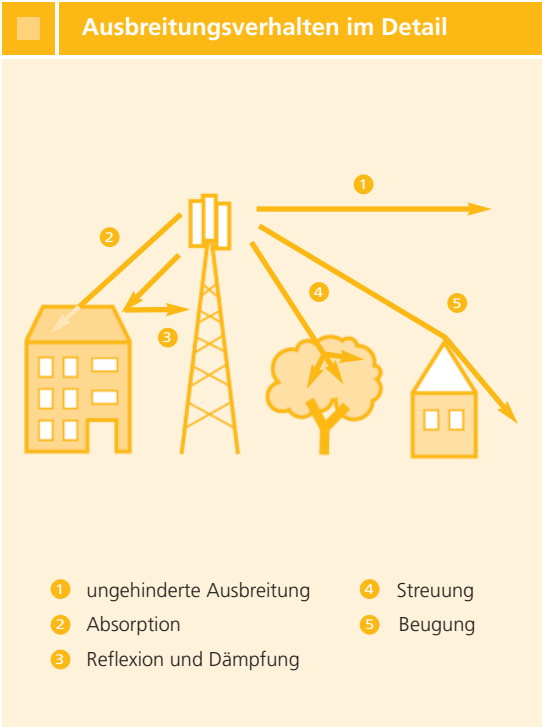 Ausbreitungsverhalten im Detail
1
2
4
5
3
1 ungehinderte Ausbreitung
2 Absorption
3 Reflexion und Dämpfung
4 Streuung
5 Beugung